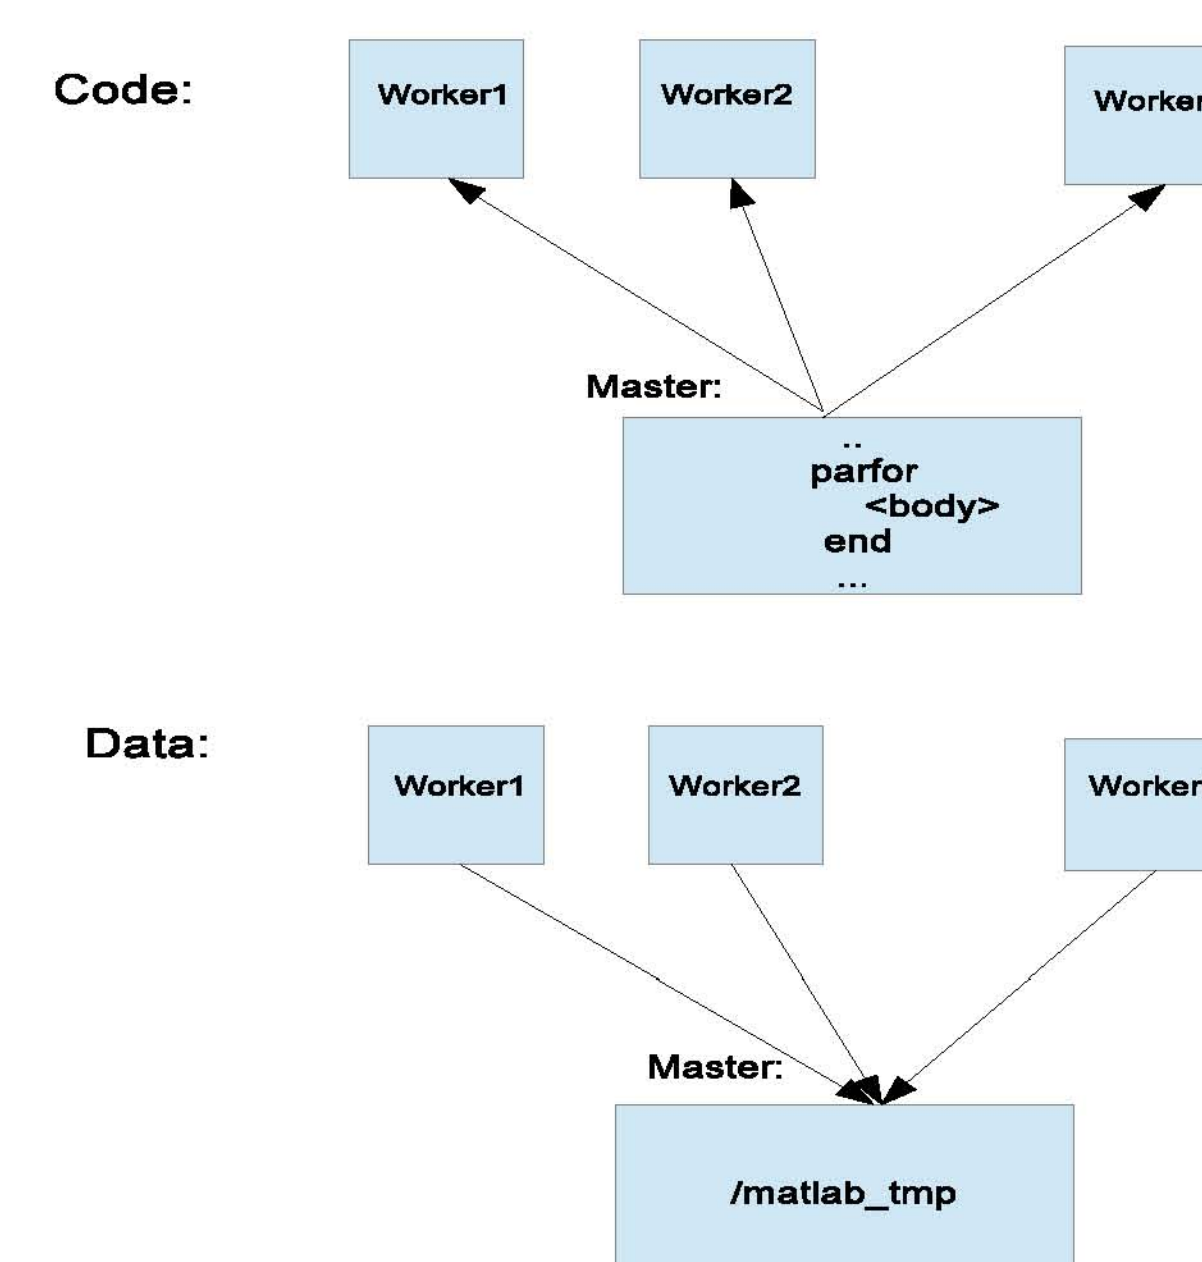 Code:
Worker1
Worker2
Worker
Master:
..
parfor
<body>
end
...
Data:
Worker1
Worker2
Worker
Master:
/matlab_tmp